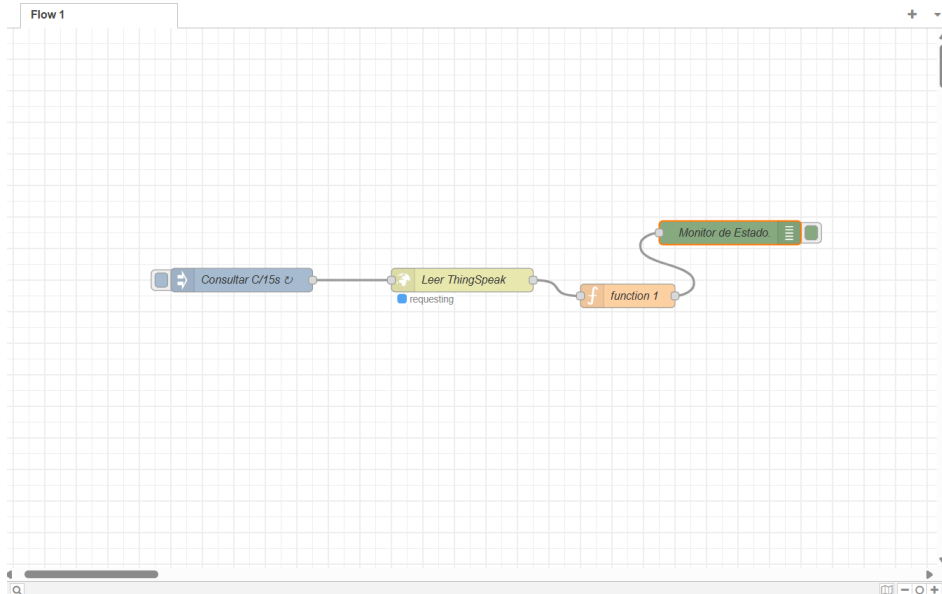 Flow 1
Monitor de Estado.
Consultar C/15s ↻
Leer ThingSpeak
requesting
function 1